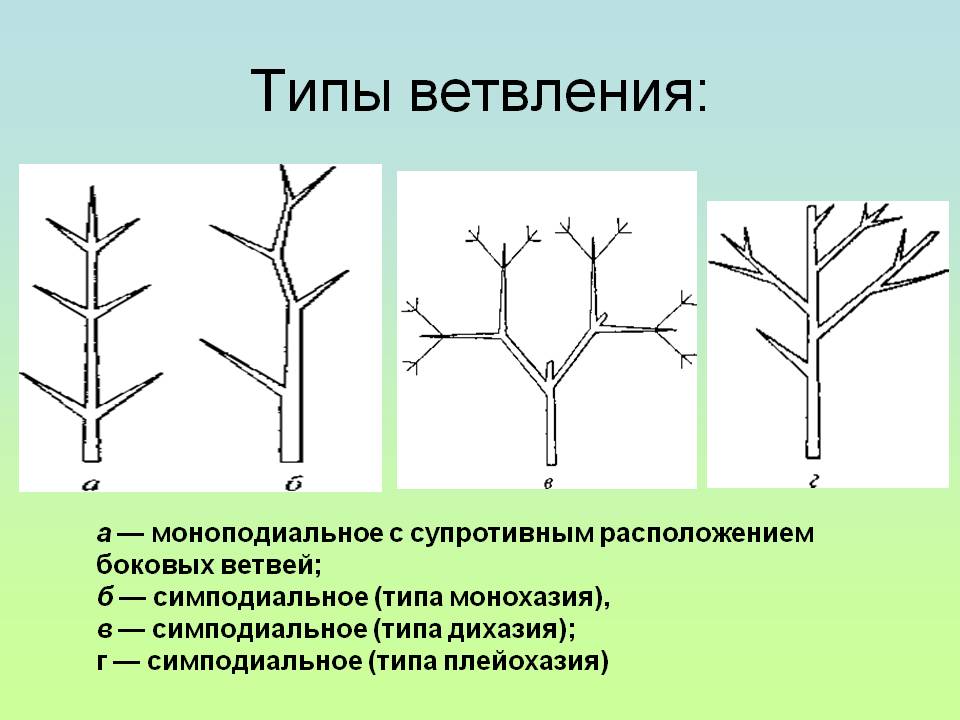 Типы ветвления:
а
б
в
г
а — моноподиальное с супротивным расположением
боковых ветвей;
б — симподиальное (типа монохазия),
в — симподиальное (типа дихазия);
г — симподиальное (типа плейохазия)